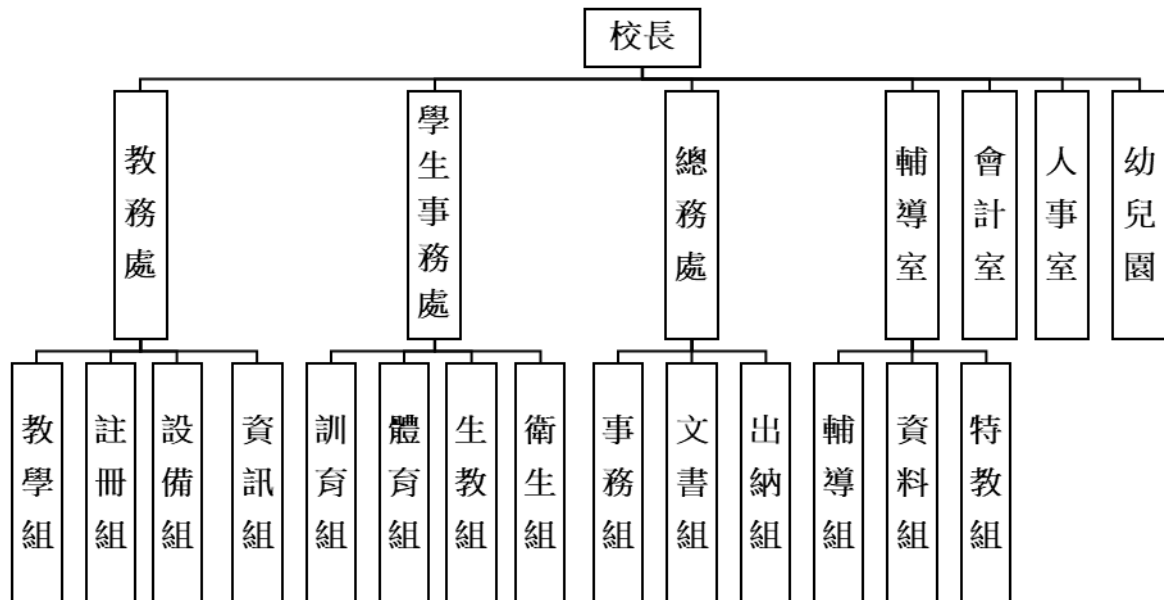 校長
教務處
學生事務處
總務處
輔導室
會計室
人事室
幼兒園
教學組
註冊組
設備組
資訊組
訓育組
體育組
生教組
衛生組
事務組
文書組
出納組
輔導組
資料組
特教組